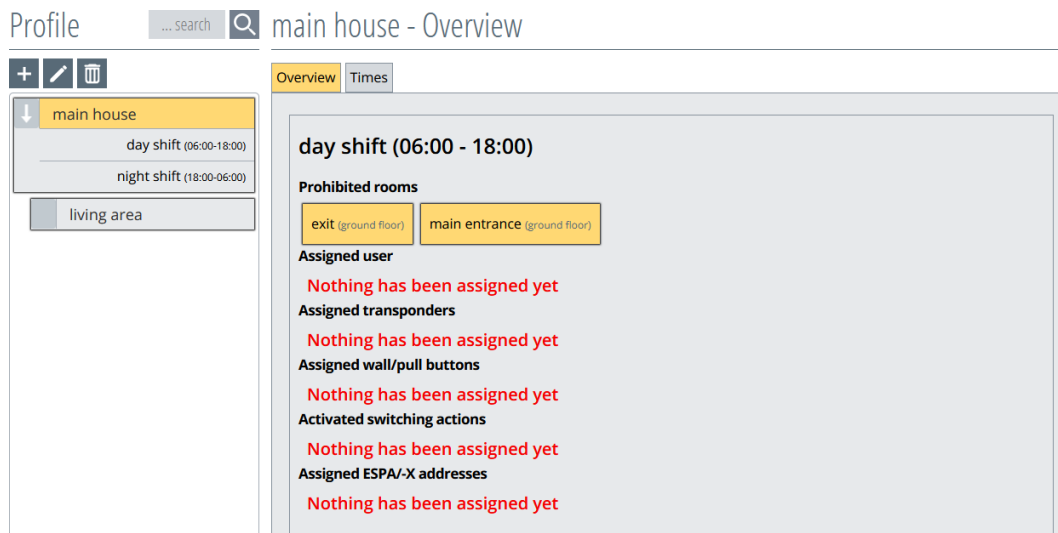 Profile
... search
main house - Overview
Overview
Times
main house
day shift (06:00-18:00)
night shift (18:00-06:00)
living area
day shift (06:00 - 18:00)
Prohibited rooms
exit (ground floor)
main entrance (ground floor)
Assigned user
Nothing has been assigned yet
Assigned transponders
Nothing has been assigned yet
Assigned wall/pull buttons
Nothing has been assigned yet
Activated switching actions
Nothing has been assigned yet
Assigned ESPA/-X addresses
Nothing has been assigned yet